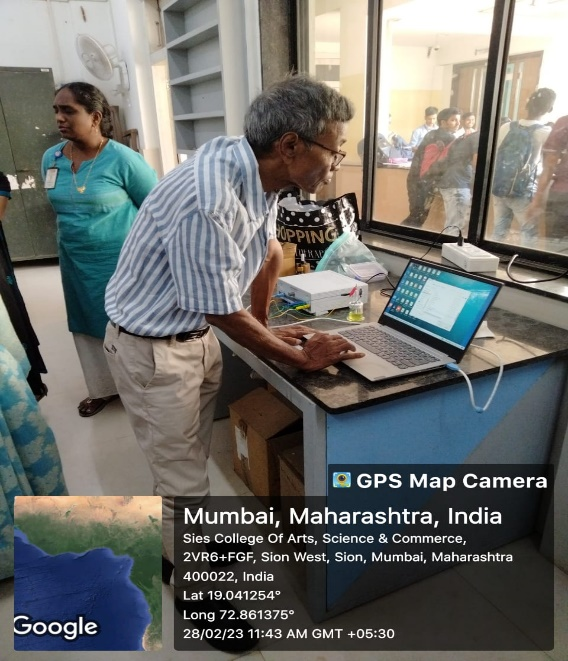 OPPING
GPS Map Camera
Mumbai, Maharashtra, India
Sies College Of Arts, Science & Commerce,
2VR6+FGF, Sion West, Sion, Mumbai, Maharashtra
400022, India
Lat 19.041254°
Long 72.861375°
28/02/23 11:43 AM GMT +05:30
Google